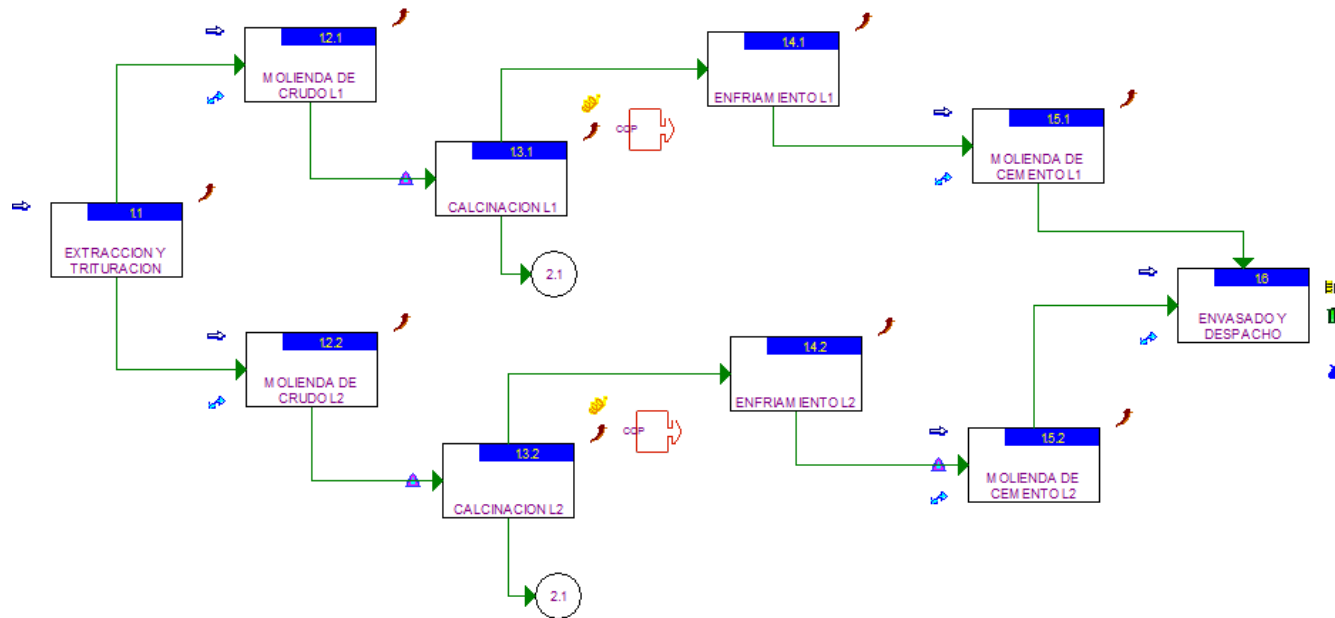 1.2.1
MOLIENDA DE
CRUDO L1
1.4.1
ENFRIAMIENTO L1
1.3.1
CALCINACION L1
CCP
1.5.1
MOLIENDA DE
CEMENTO L1
1.1
EXTRACCION Y
TRITURACION
2.1
1.6
ENVASADO Y
DESPACHO
1.2.2
MOLIENDA DE
CRUDO L2
1.4.2
ENFRIAMIENTO L2
1.3.2
CALCINACION L2
CCP
1.5.2
MOLIENDA DE
CEMENTO L2
2.1